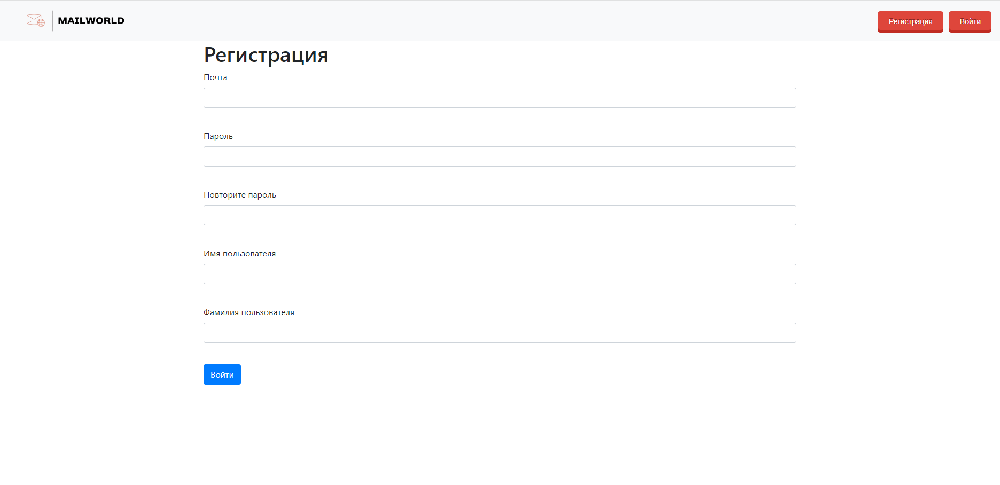 MAILWORLD
Регистрация
Войти
Регистрация
Почта
Пароль
Повторите пароль
Имя пользователя
Фамилия пользователя
Войти